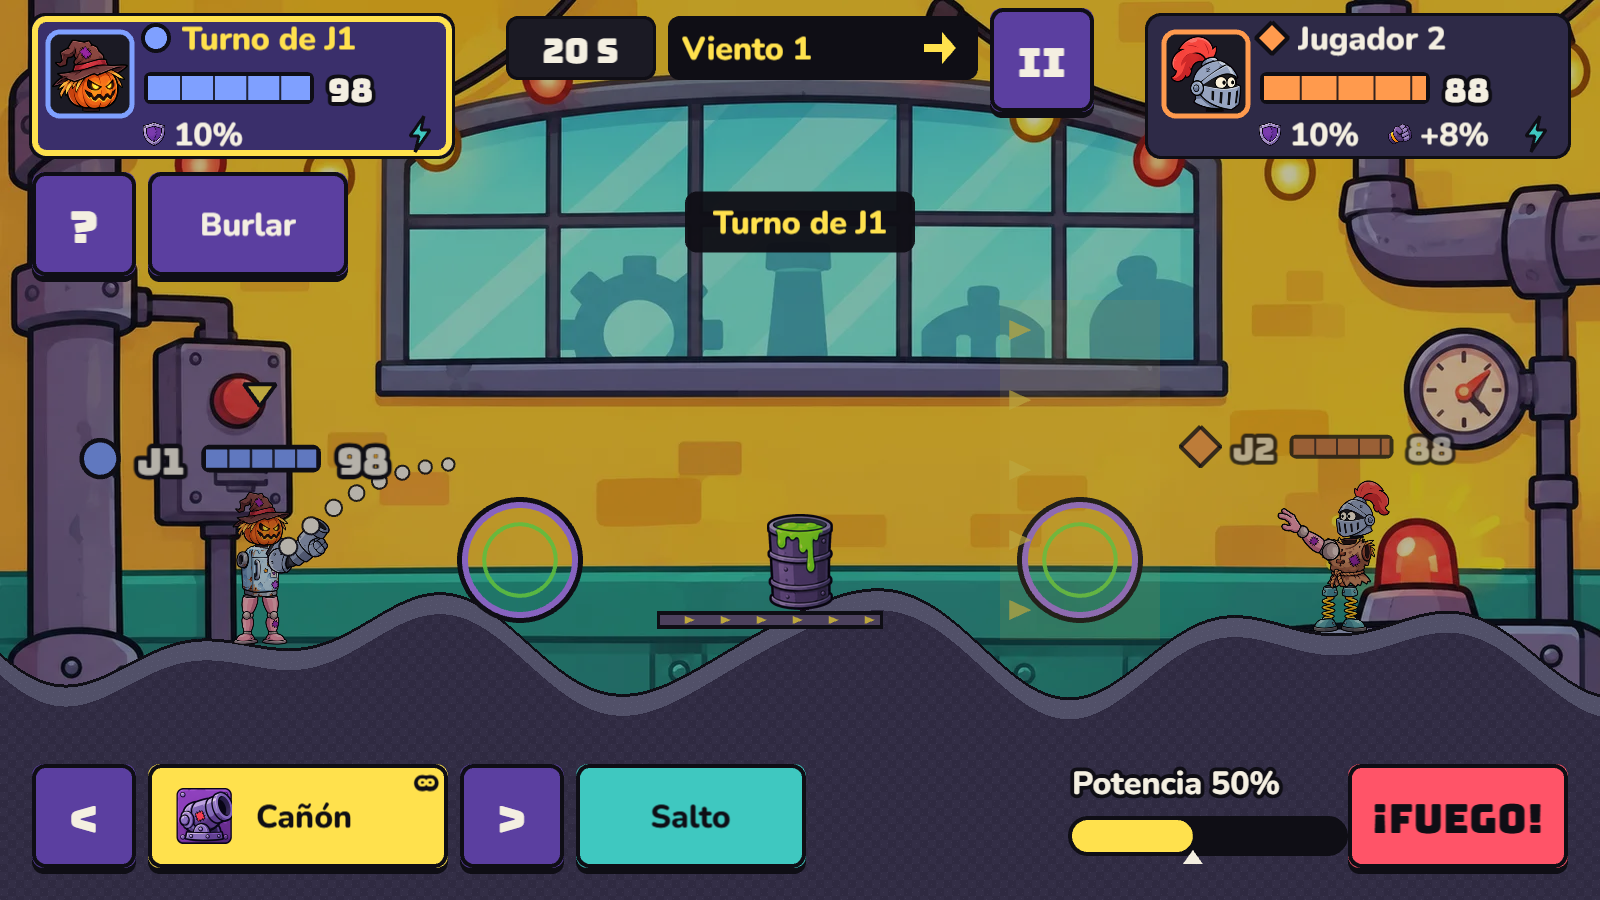 Turno de J1
98
10%
20 S
Viento 1
II
Jugador 2
88
10%
+8%
?
Burlar
Turno de J1
J1
98
J2
88
<
Cañón
∞
>
Salto
Potencia 50%
¡FUEGO!